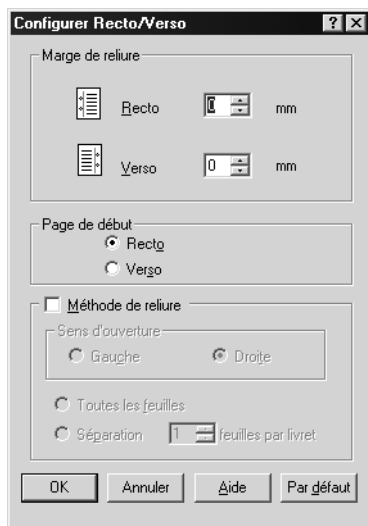 Configurer Recto/Verso
Marge de reliure
Recto 0 mm
Verso 0 mm
Page de début
Recto
Verso
Méthode de reliure
Sens d'ouverture
Gauche Droite
Toutes les feuilles
Séparation 1 feuilles par livret
OK Annuler Aide Par défaut